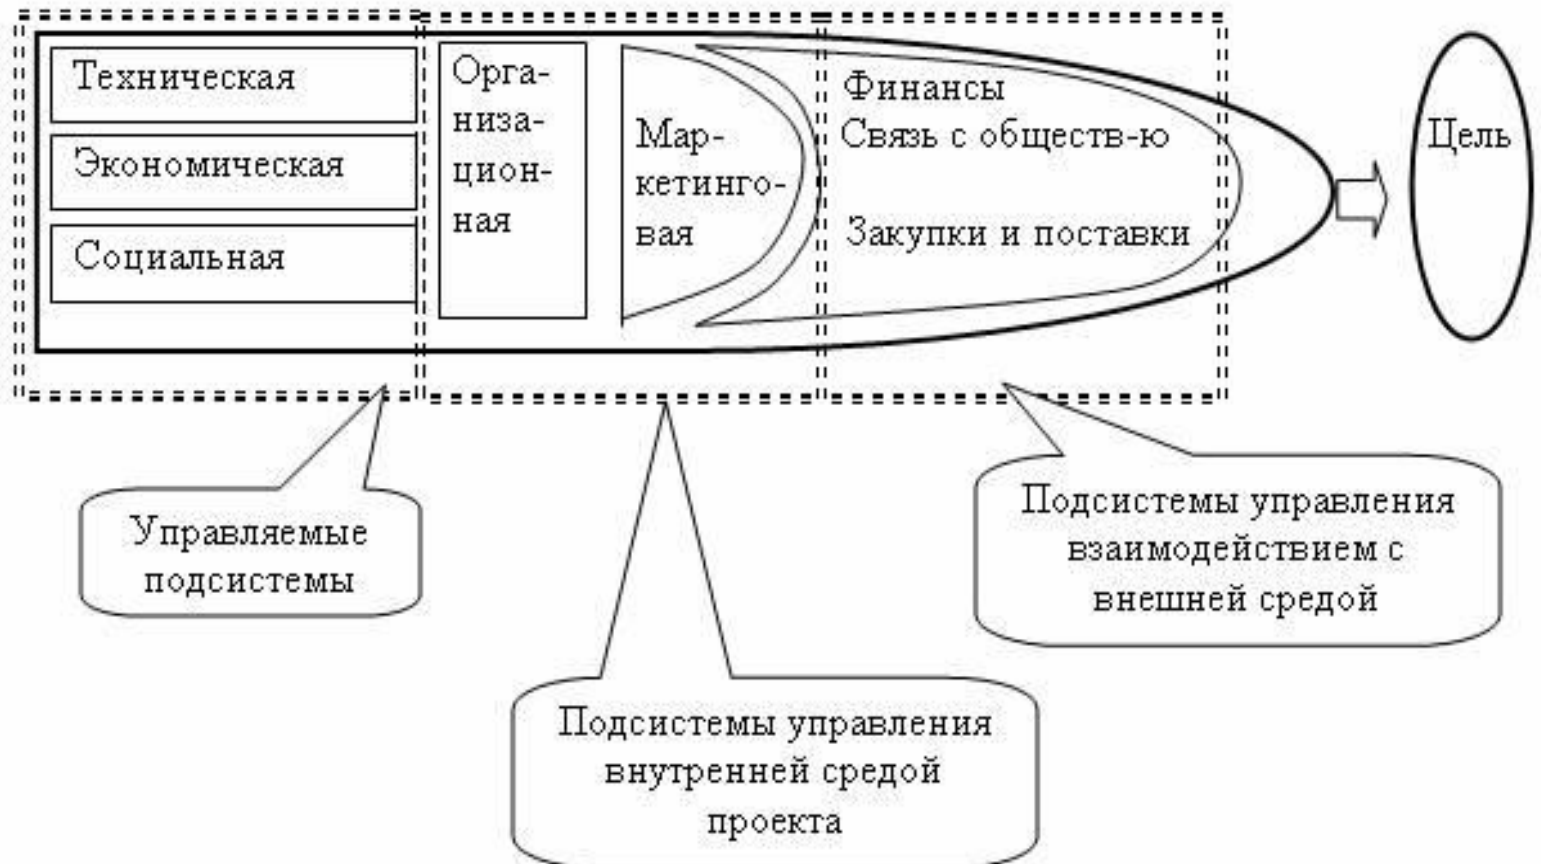 Техническая
Экономическая
Социальная
Орга-
низа-
цион-
ная
Мар-
кетинго-
вая
Финансы
Связь с обществ-ю
Закупки и поставки
Цель
Управляемые
подсистемы
Подсистемы управления
внутренней средой
проекта
Подсистемы управления
взаимодействием с
внешней средой